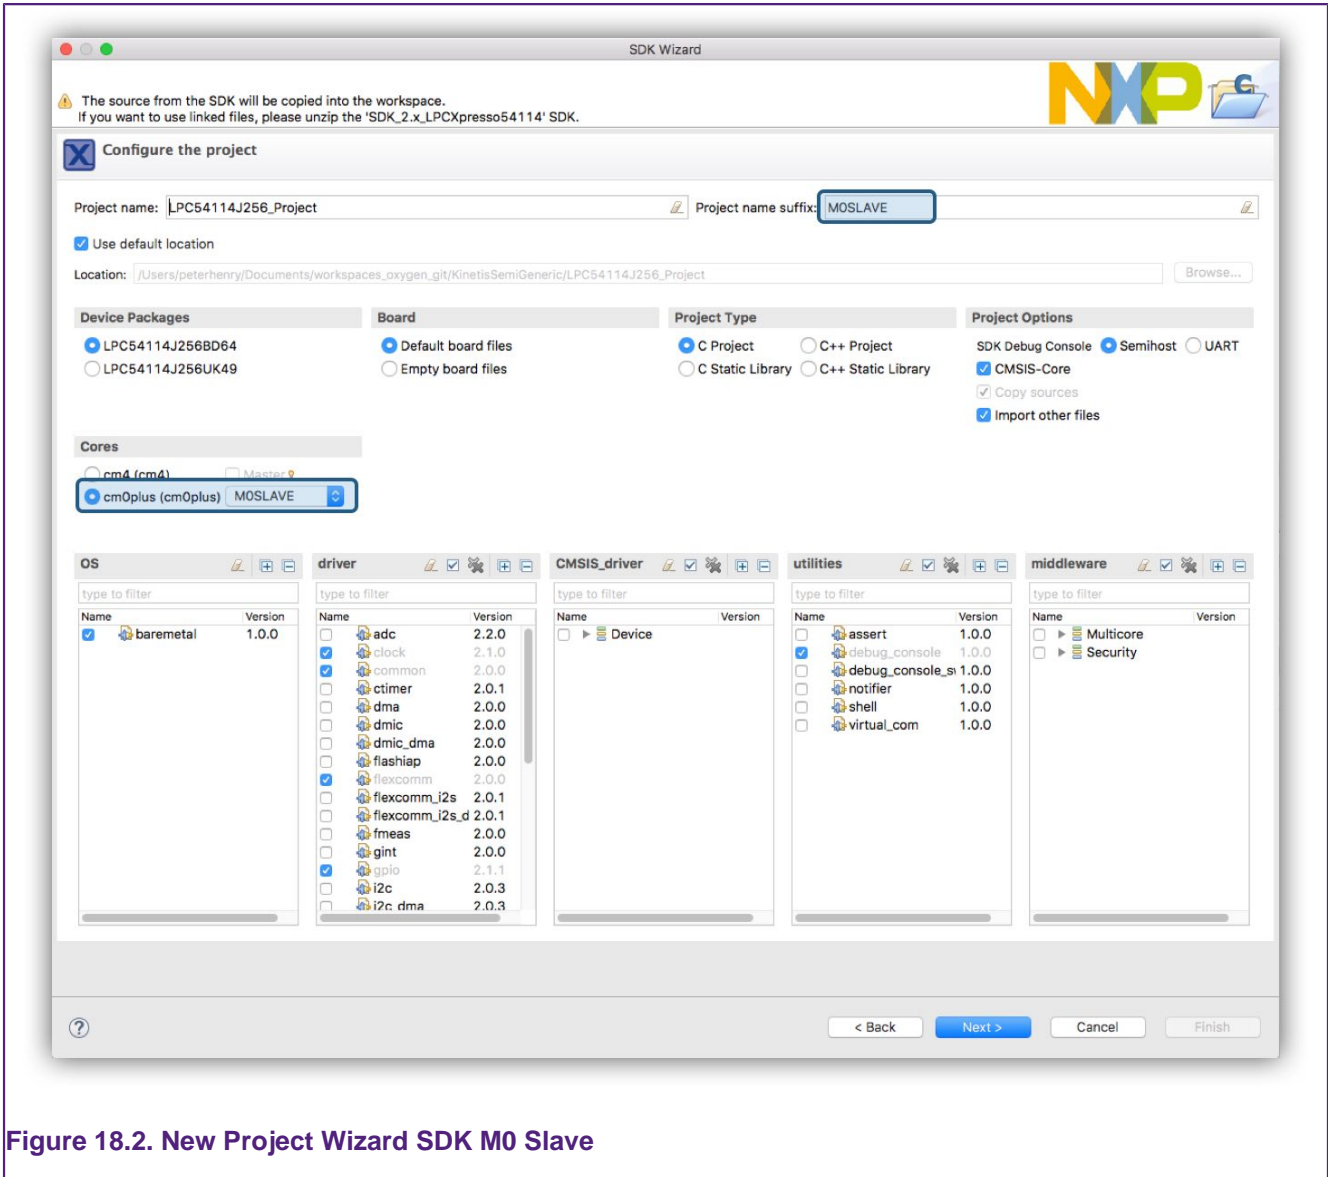 SDK Wizard
The source from the SDK will be copied into the workspace.
If you want to use linked files, please unzip the 'SDK_2.x_LPCXpresso54114' SDK.
NXP
C
X
Configure the project
Project name: LPC54114J256_Project
Project name suffix: M0SLAVE
Use default location
Location: /Users/peterhenry/Documents/workspaces_oxygen_git/KinetisSemiGeneric/LPC54114J256_Project
Browse...
Device Packages
LPC54114J256BD64
LPC54114J256UK49
Board
Default board files
Empty board files
Project Type
C Project C++ Project
C Static Library C++ Static Library
Project Options
SDK Debug Console Semihost UART
CMSIS-Core
Copy sources
Import other files
Cores
cm4 (cm4) Master
cm0plus (cm0plus) M0SLAVE
OS
type to filter
Name Version
baremetal 1.0.0
driver
type to filter
Name Version
adc 2.2.0
clock 2.1.0
common 2.0.0
ctimer 2.0.1
dma 2.0.0
dmic 2.0.0
dmic_dma 2.0.0
flashiap 2.0.0
flexcomm 2.0.0
flexcomm_i2s 2.0.1
flexcomm_i2s_d 2.0.1
fmeas 2.0.0
gint 2.0.0
gpio 2.1.1
i2c 2.0.3
i2c_dma 2.0.3
CMSIS_driver
type to filter
Name Version
Device
utilities
type to filter
Name Version
assert 1.0.0
debug_console 1.0.0
debug_console_sw 1.0.0
notifier 1.0.0
shell 1.0.0
virtual_com 1.0.0
middleware
type to filter
Name Version
Multicore
Security
?
< Back
Next >
Cancel
Finish
Figure 18.2. New Project Wizard SDK M0 Slave